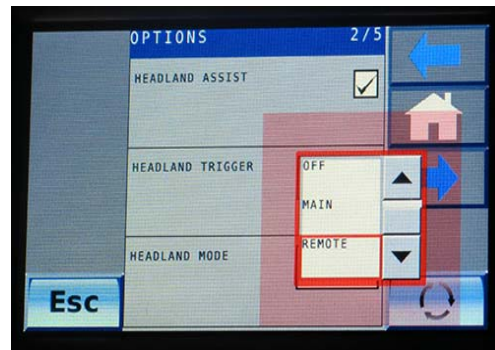 OPTIONS 2/5
HEADLAND ASSIST
HEADLAND TRIGGER
OFF
MAIN
REMOTE
HEADLAND MODE
Esc